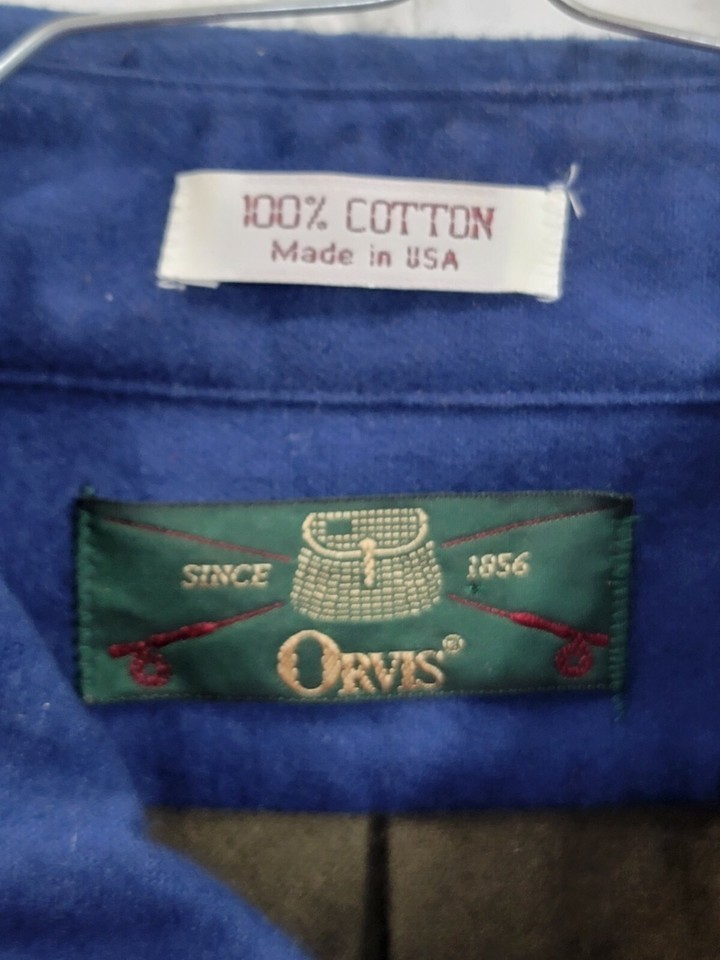 100% COTTON
Made in USA
SINCE 1856
ORVIS®